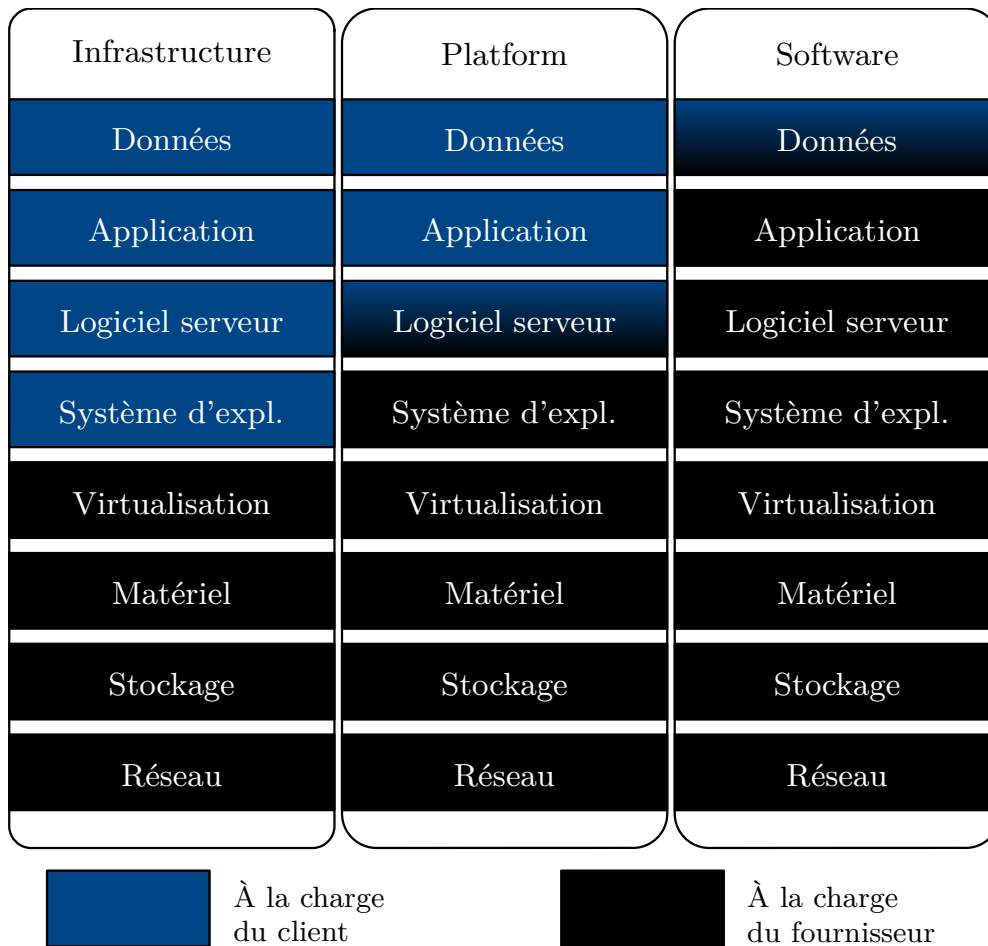 Infrastructure
Platform
Software
Données
Données
Données
Application
Application
Application
Logiciel serveur
Logiciel serveur
Logiciel serveur
Système d'expl.
Système d'expl.
Système d'expl.
Virtualisation
Virtualisation
Virtualisation
Matériel
Matériel
Matériel
Stockage
Stockage
Stockage
Réseau
Réseau
Réseau
À la charge
du client
À la charge
du fournisseur